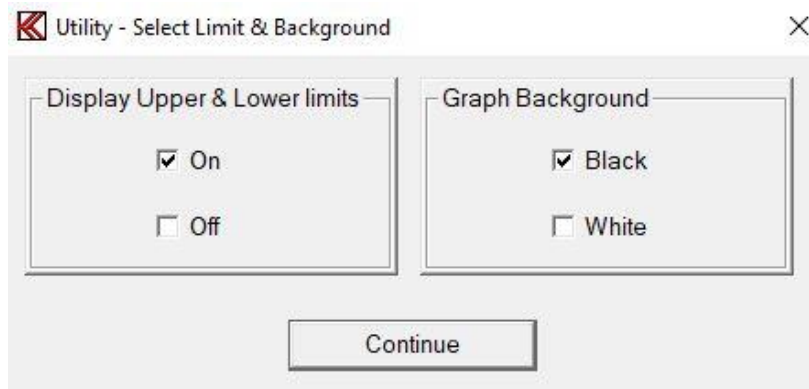 Utility - Select Limit & Background
Display Upper & Lower limits
On
Off
Graph Background
Black
White
Continue